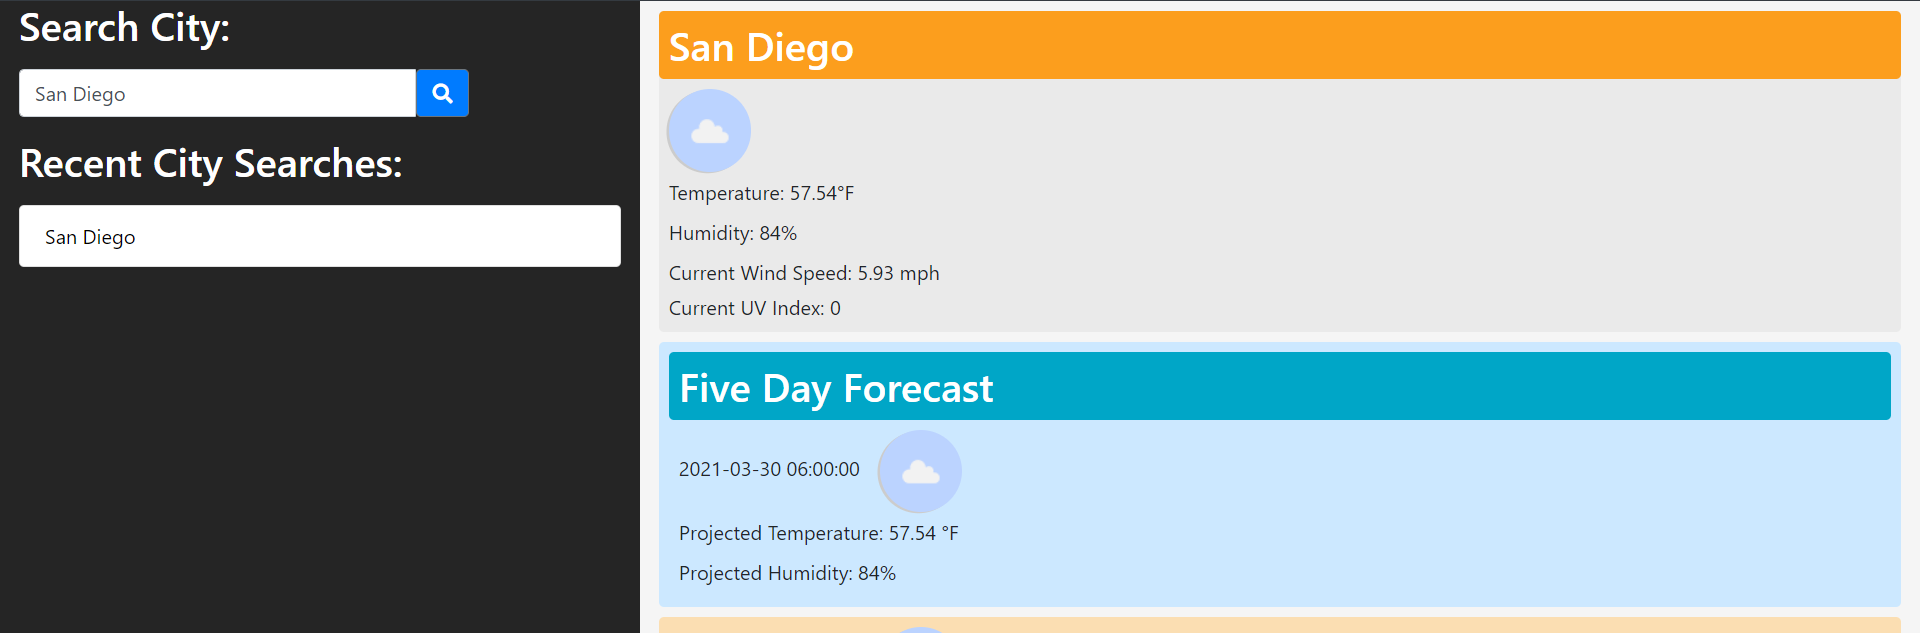 Search City:
San Diego
Recent City Searches:
San Diego
San Diego
Temperature: 57.54°F
Humidity: 84%
Current Wind Speed: 5.93 mph
Current UV Index: 0
Five Day Forecast
2021-03-30 06:00:00
Projected Temperature: 57.54 °F
Projected Humidity: 84%